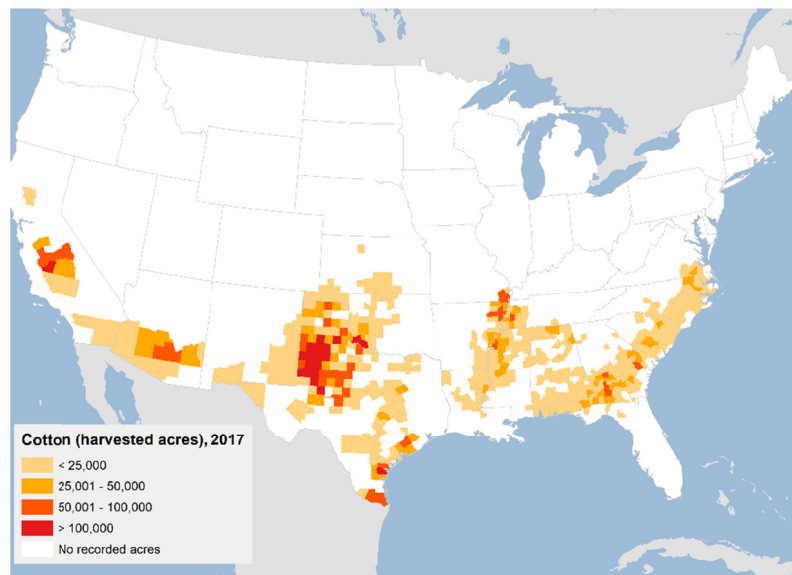 Cotton (harvested acres), 2017
< 25,000
25,001 - 50,000
50,001 - 100,000
> 100,000
No recorded acres